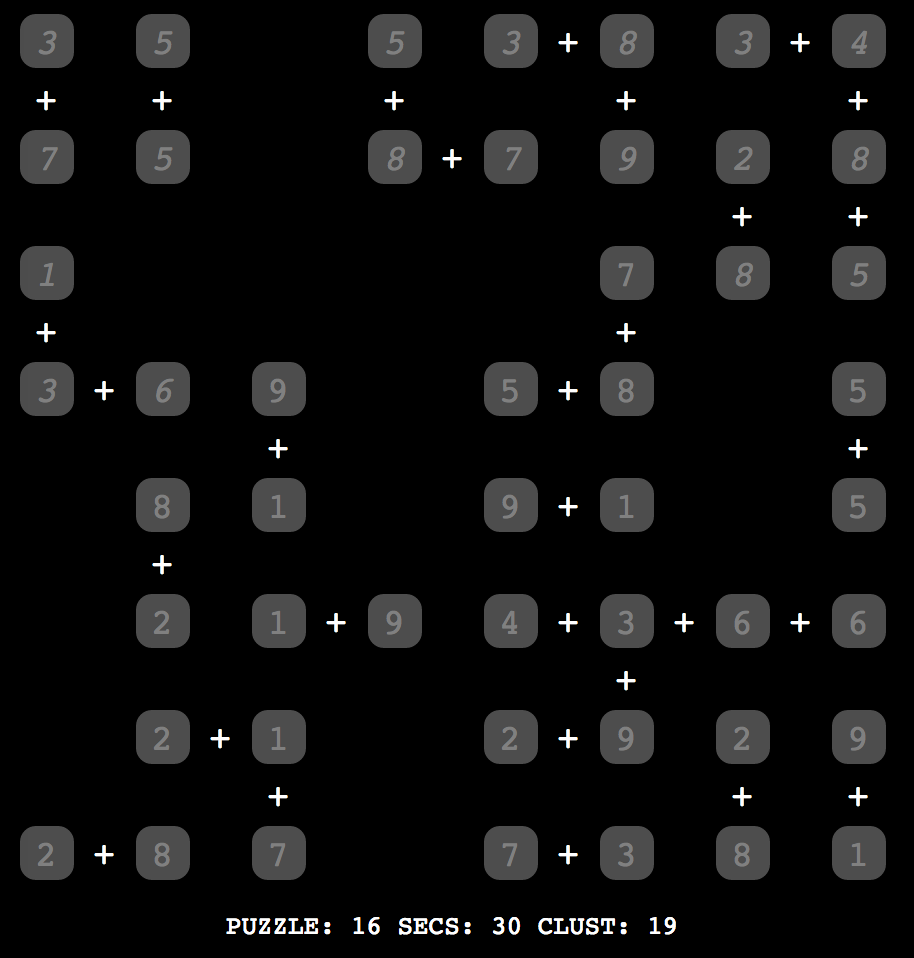 3 5 5 3 + 8 3 + 4
+ + + + +
7 5 8 + 7 9 2 8
+ +
1 7 8 5
+ +
3 + 6 9 5 + 8 5
+ +
8 1 9 + 1 5
+
2 1 + 9 4 + 3 + 6 + 6
+
2 + 1 2 + 9 2 9
+ + +
2 + 8 7 7 + 3 8 1
PUZZLE: 16 SECS: 30 CLUST: 19